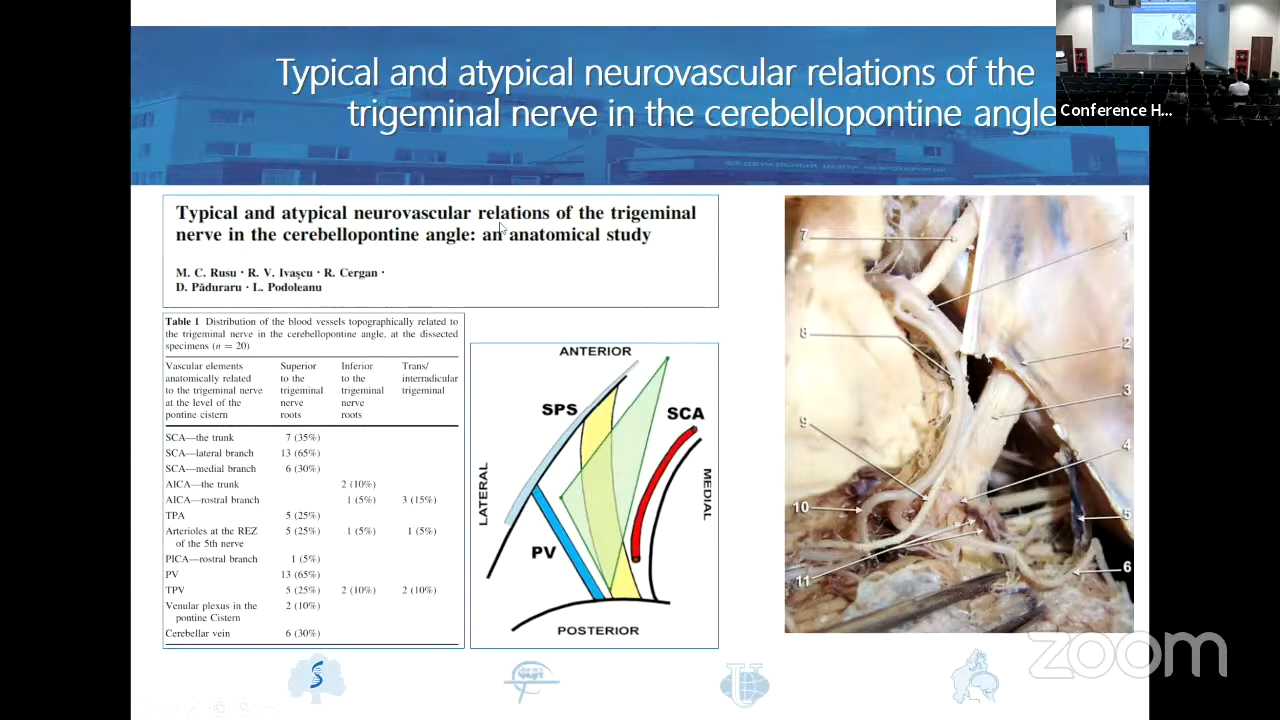 Typical and atypical neurovascular relations of the
trigeminal nerve in the cerebellopontine angle
Conference H...
ФЕДЕРАЛЬНЫЙ ЦЕНТР НЕЙРОХИРУРГИИ
Typical and atypical neurovascular relations of the trigeminal
nerve in the cerebellopontine angle: an anatomical study
M. C. Rusu · R. V. Ivaşcu · R. Cergan ·
D. Păduraru · L. Podoleanu
Table 1 Distribution of the blood vessels topographically related to
the trigeminal nerve in the cerebellopontine angle, at the dissected
specimens (n = 20)
Vascular elements anatomically related to the trigeminal nerve at the level of the pontine cistern Superior to the trigeminal nerve roots Inferior to the trigeminal nerve roots Trans/ interradicular trigeminal
SCA—the trunk 7 (35%)
SCA—lateral branch 13 (65%)
SCA—medial branch 6 (30%)
AICA—the trunk 2 (10%)
AICA—rostral branch 1 (5%) 3 (15%)
TPA 5 (25%)
Arterioles at the REZ 5 (25%) 1 (5%) 1 (5%)
of the 5th nerve
PICA—rostral branch 1 (5%)
PV 13 (65%)
TPV 5 (25%) 2 (10%) 2 (10%)
Venular plexus in the 2 (10%)
pontine Cistern
Cerebellar vein 6 (30%)
ANTERIOR
SPS
SCA
LATERAL
MEDIAL
PV
POSTERIOR
7
1
8
2
3
9
4
10
5
11
6
zoom